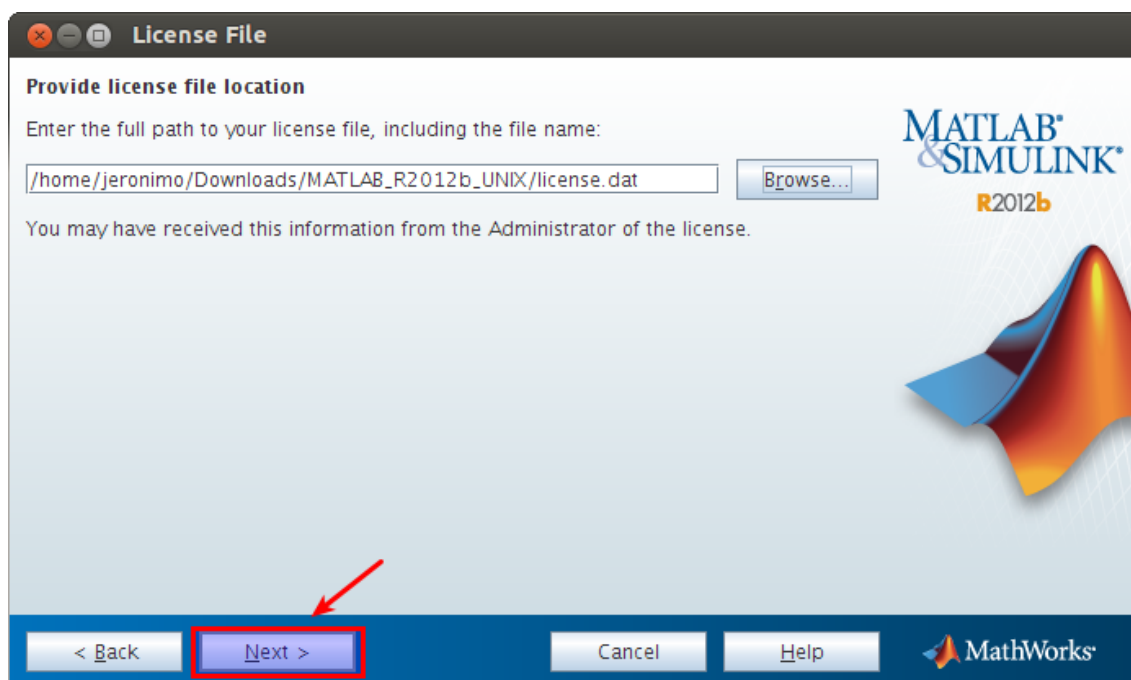 License File
Provide license file location
Enter the full path to your license file, including the file name:
/home/jeronimo/Downloads/MATLAB_R2012b_UNIX/license.dat
Browse...
You may have received this information from the Administrator of the license.
MATLAB®
&SIMULINK®
R2012b
< Back
Next >
Cancel
Help
MathWorks®